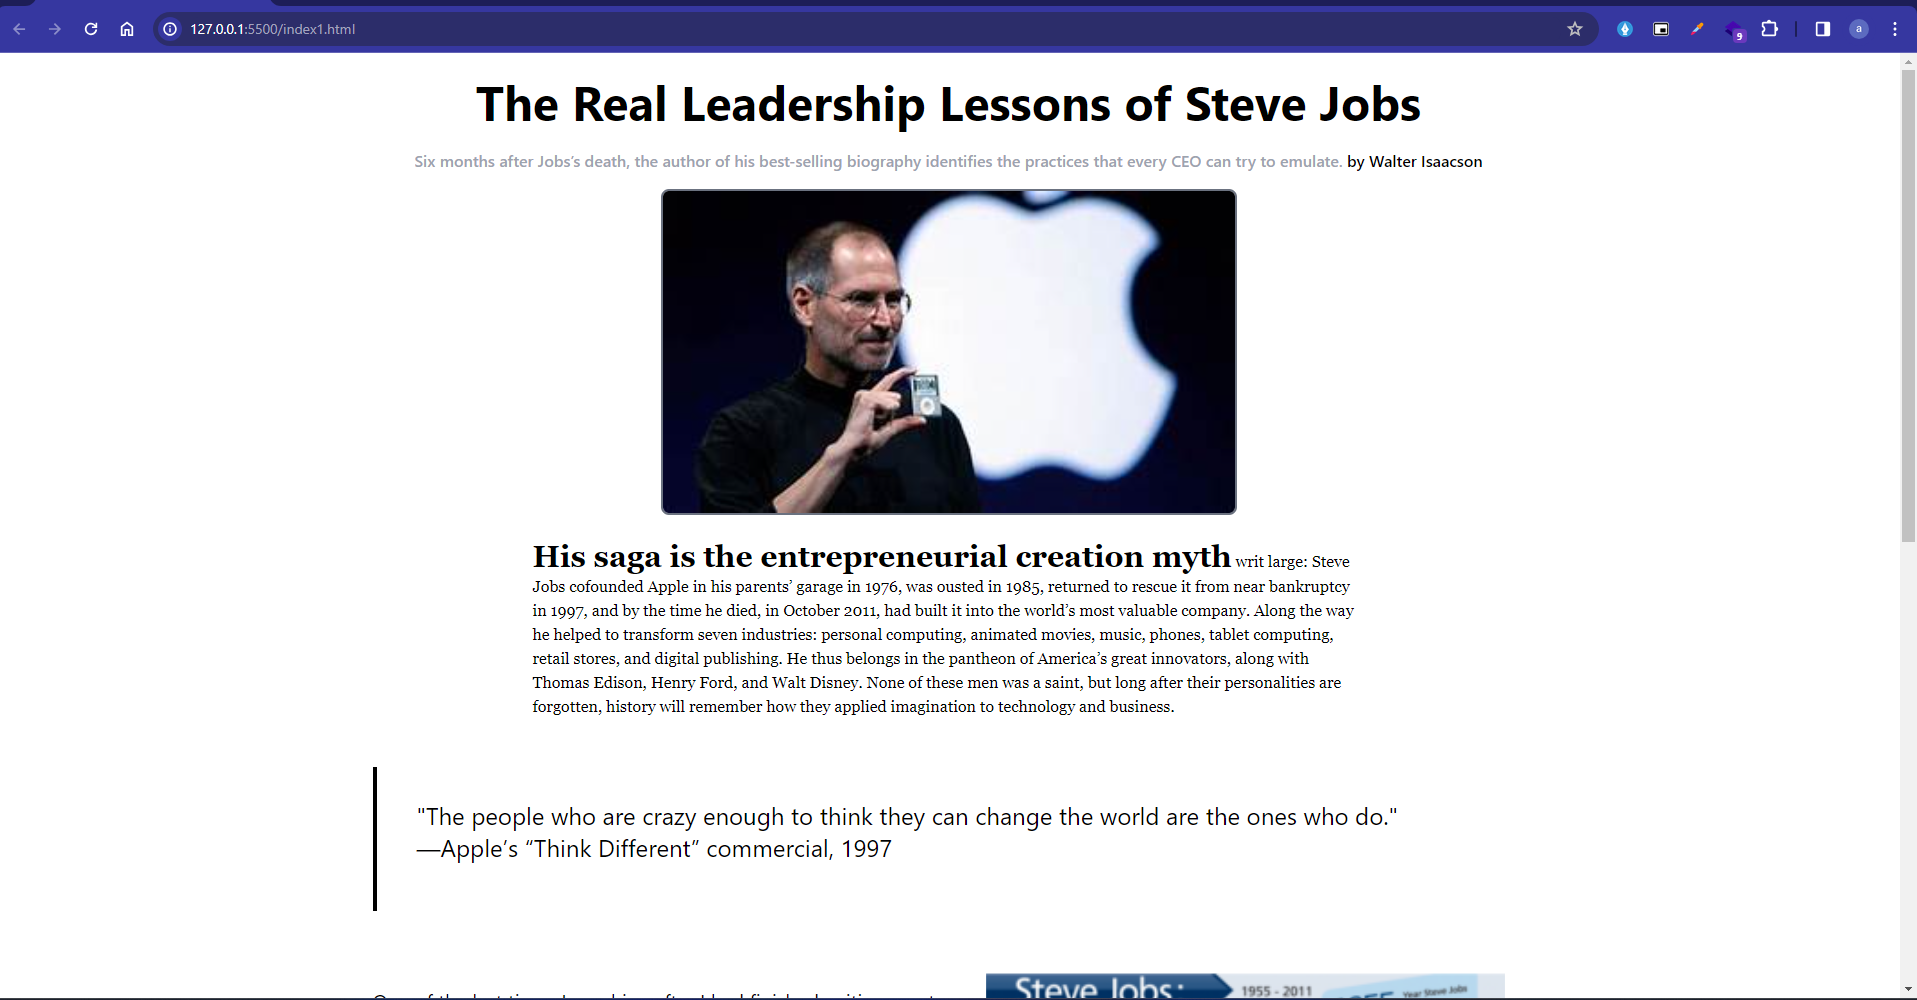 127.0.0.1:5500/index1.html
9
a
The Real Leadership Lessons of Steve Jobs
Six months after Jobs’s death, the author of his best-selling biography identifies the practices that every CEO can try to emulate. by Walter Isaacson
His saga is the entrepreneurial creation myth writ large: Steve
Jobs cofounded Apple in his parents’ garage in 1976, was ousted in 1985, returned to rescue it from near bankruptcy
in 1997, and by the time he died, in October 2011, had built it into the world’s most valuable company. Along the way
he helped to transform seven industries: personal computing, animated movies, music, phones, tablet computing,
retail stores, and digital publishing. He thus belongs in the pantheon of America’s great innovators, along with
Thomas Edison, Henry Ford, and Walt Disney. None of these men was a saint, but long after their personalities are
forgotten, history will remember how they applied imagination to technology and business.
"The people who are crazy enough to think they can change the world are the ones who do."
—Apple’s “Think Different” commercial, 1997
Steve Jobs:
1955 - 2011
Year Steve Jobs